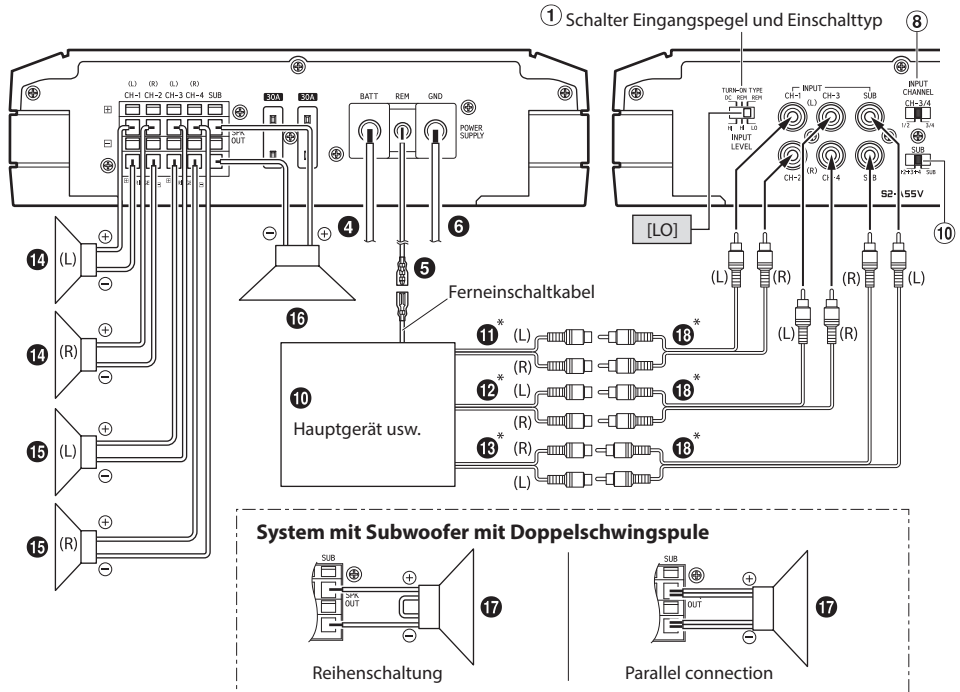 ① Schalter Eingangspegel und Einschalttyp
⑧
(L) (R) (L) (R)
CH-1 CH-2 CH-3 CH-4 SUB
SPK
OUT
30A 30A
BATT REM GND
POWER
SUPPLY
TURN-ON TYPE
DC REM REM
HI HI LO
INPUT
LEVEL
INPUT
CH-1 CH-3
(L)
(R)
CH-2 CH-4 SUB
INPUT
CHANNEL
CH-3/4
1/2 3/4
SUB
S2-A55V
⑩
[LO]
❹
❺
❻
Ferneinschaltkabel
⓮ (L) ⊕ ⊖
⓮ (R) ⊕ ⊖
⓯ (L) ⊕ ⊖
⓯ (R) ⊕ ⊖
⊖ ⊕
⓰
(L) (R) (L) (R) (R) (L)
❿
Hauptgerät usw.
⓫* (L) (R) ⓲*
⓬* (L) (R) ⓲*
⓭* (R) (L) ⓲*
System mit Subwoofer mit Doppelschwingspule
SUB
SPK
OUT
⊕ ⊖
⓱
Reihenschaltung
SUB
OUT
⊕ ⊖
⓱
Parallel connection